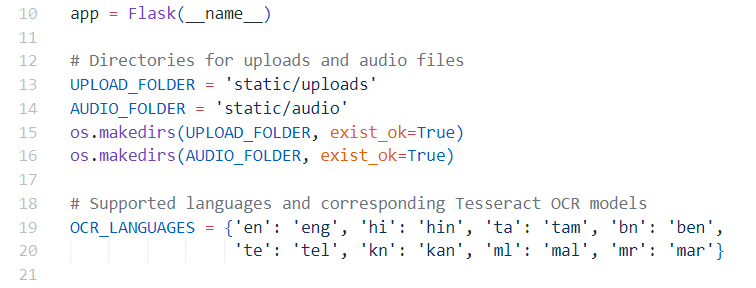 10 app = Flask(__name__)
11
12 # Directories for uploads and audio files
13 UPLOAD_FOLDER = 'static/uploads'
14 AUDIO_FOLDER = 'static/audio'
15 os.makedirs(UPLOAD_FOLDER, exist_ok=True)
16 os.makedirs(AUDIO_FOLDER, exist_ok=True)
17
18 # Supported languages and corresponding Tesseract OCR models
19 OCR_LANGUAGES = {'en': 'eng', 'hi': 'hin', 'ta': 'tam', 'bn': 'ben',
20                  'te': 'tel', 'kn': 'kan', 'ml': 'mal', 'mr': 'mar'}
21